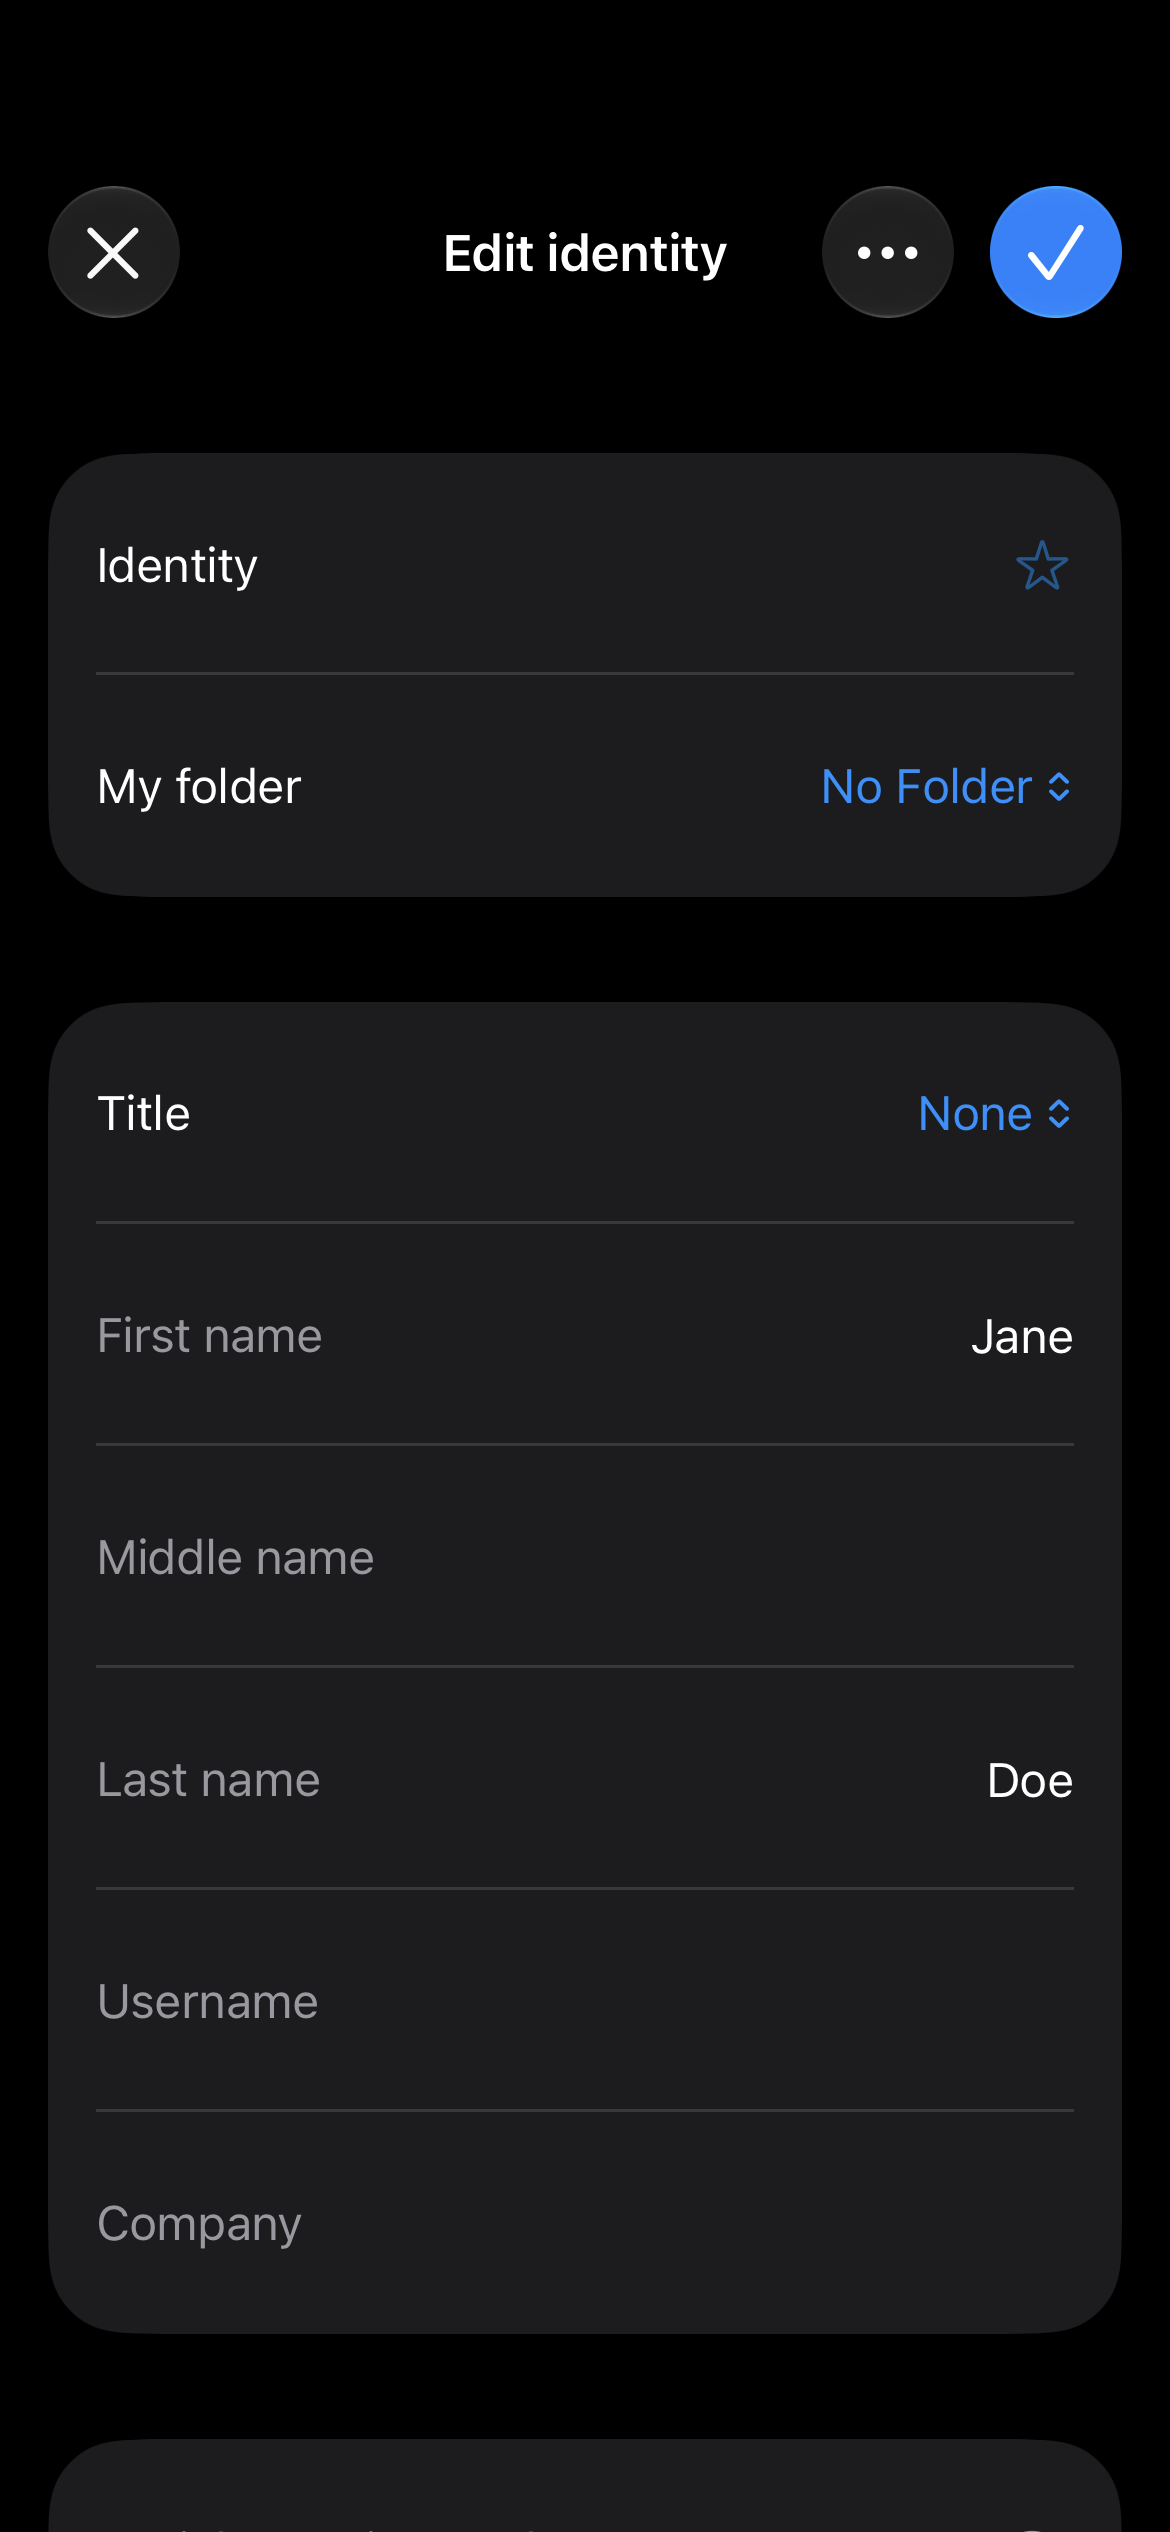 Edit identity
Identity
My folder
No Folder
Title
None
First name
Jane
Middle name
Last name
Doe
Username
Company